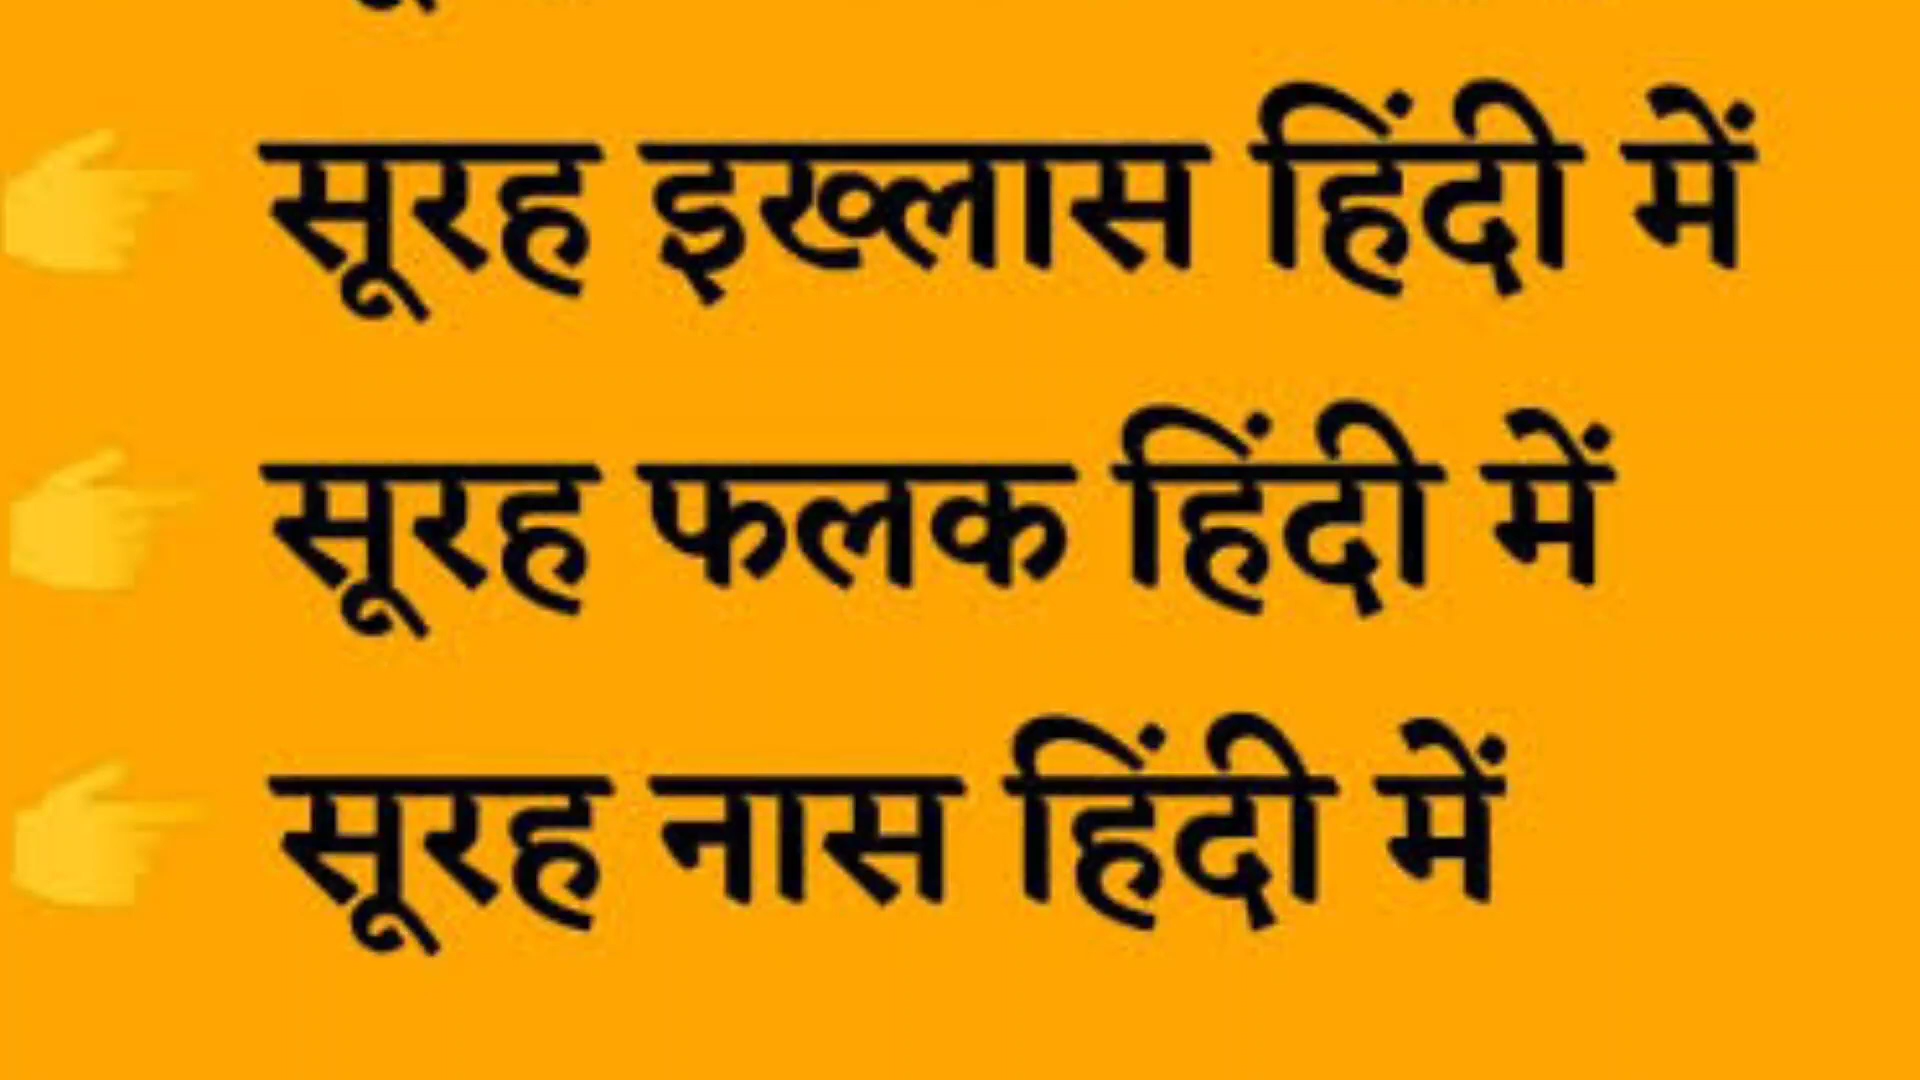 सूरह इख्लास हिंदी में
सूरह फलक हिंदी में
सूरह नास हिंदी में